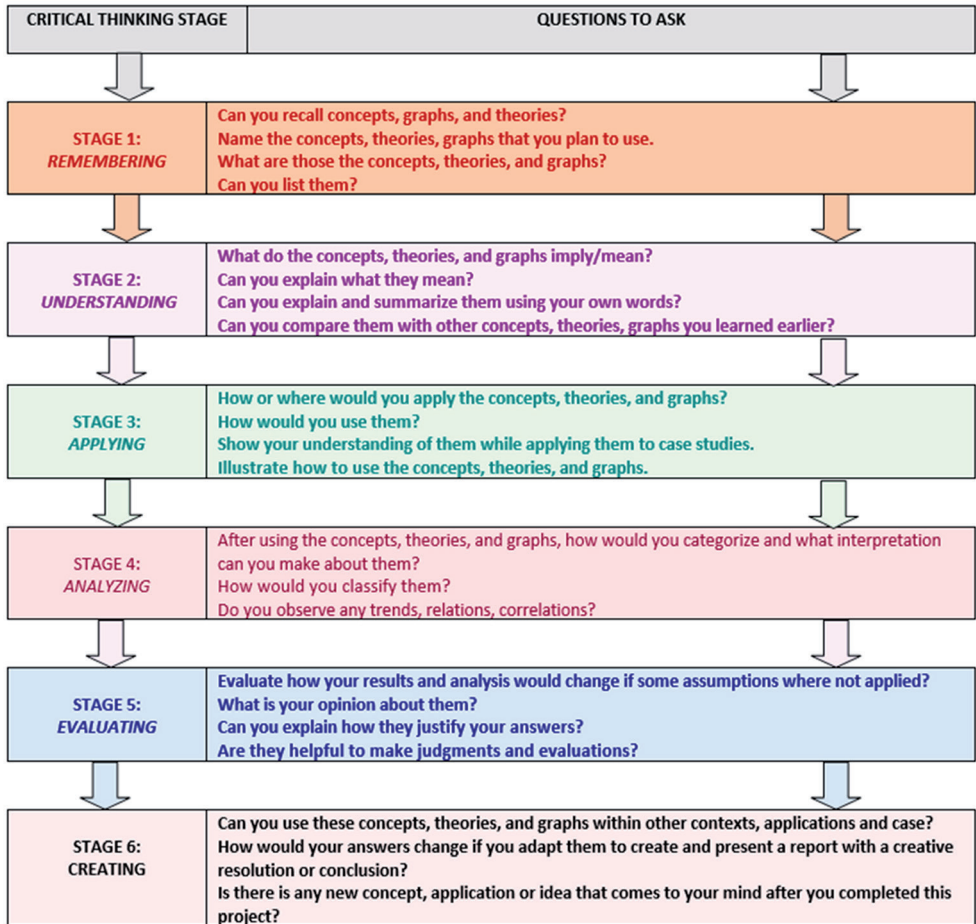 CRITICAL THINKING STAGE
QUESTIONS TO ASK
STAGE 1:
REMEMBERING
Can you recall concepts, graphs, and theories?
Name the concepts, theories, graphs that you plan to use.
What are those the concepts, theories, and graphs?
Can you list them?
STAGE 2:
UNDERSTANDING
What do the concepts, theories, and graphs imply/mean?
Can you explain what they mean?
Can you explain and summarize them using your own words?
Can you compare them with other concepts, theories, graphs you learned earlier?
STAGE 3:
APPLYING
How or where would you apply the concepts, theories, and graphs?
How would you use them?
Show your understanding of them while applying them to case studies.
Illustrate how to use the concepts, theories, and graphs.
STAGE 4:
ANALYZING
After using the concepts, theories, and graphs, how would you categorize and what interpretation
can you make about them?
How would you classify them?
Do you observe any trends, relations, correlations?
STAGE 5:
EVALUATING
Evaluate how your results and analysis would change if some assumptions where not applied?
What is your opinion about them?
Can you explain how they justify your answers?
Are they helpful to make judgments and evaluations?
STAGE 6:
CREATING
Can you use these concepts, theories, and graphs within other contexts, applications and case?
How would your answers change if you adapt them to create and present a report with a creative
resolution or conclusion?
Is there is any new concept, application or idea that comes to your mind after you completed this
project?